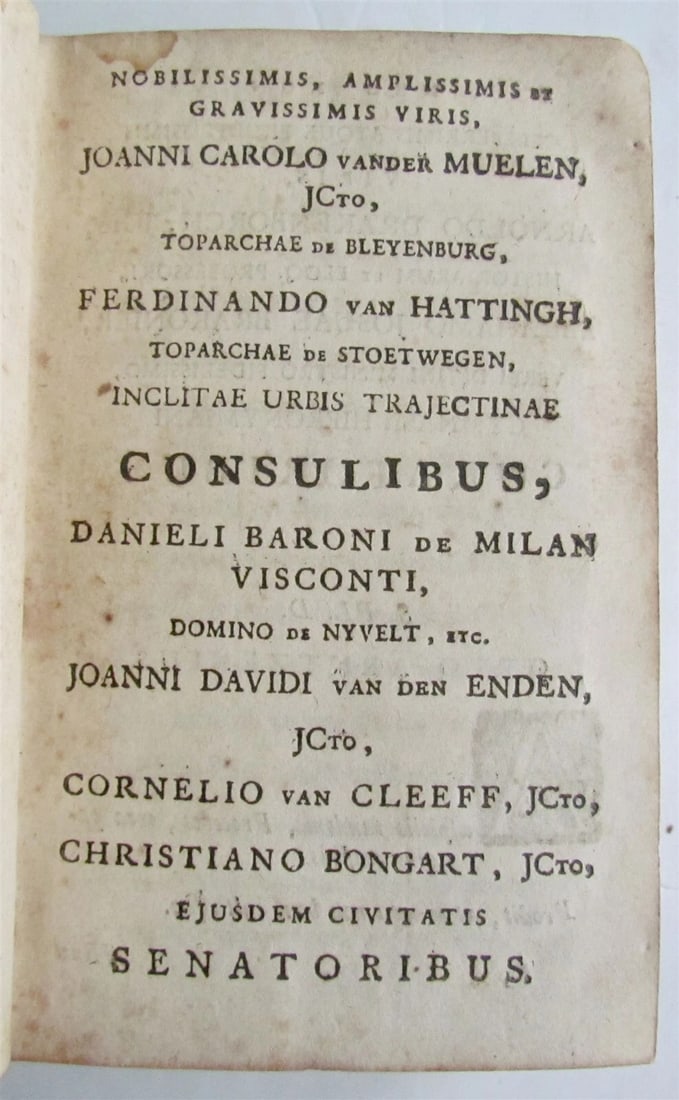 NOBILISSIMIS, AMPLISSIMIS ET
GRAVISSIMIS VIRIS,
JOANNI CAROLO VANDER MUELEN,
JCTO,
TOPARCHAE DE BLEYENBURG,
FERDINANDO VAN HATTINGH,
TOPARCHAE DE STOETWEGEN,
INCLITAE URBIS TRAJECTINAE
CONSULIBUS,
DANIELI BARONI DE MILAN
VISCONTI,
DOMINO DE NYVELT, ETC.
JOANNI DAVIDI VAN DEN ENDEN,
JCTO,
CORNELIO VAN CLEEFF, JCTO,
CHRISTIANO BONGART, JCTO,
EJUSDEM CIVITATIS
SENATORIBUS.